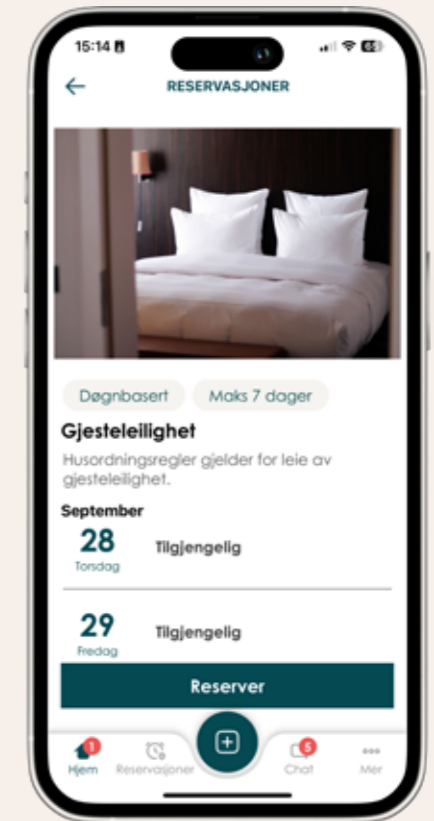 15:14
RESERVASJONER
Døgnbasert Maks 7 dager
Gjesteleilighet
Husordningsregler gjelder for leie av
gjesteleilighet.
September
28 Tilgjengelig
Torsdag
29 Tilgjengelig
Fredag
Reserver
1 5
Hjem Reservasjoner Chat Mer